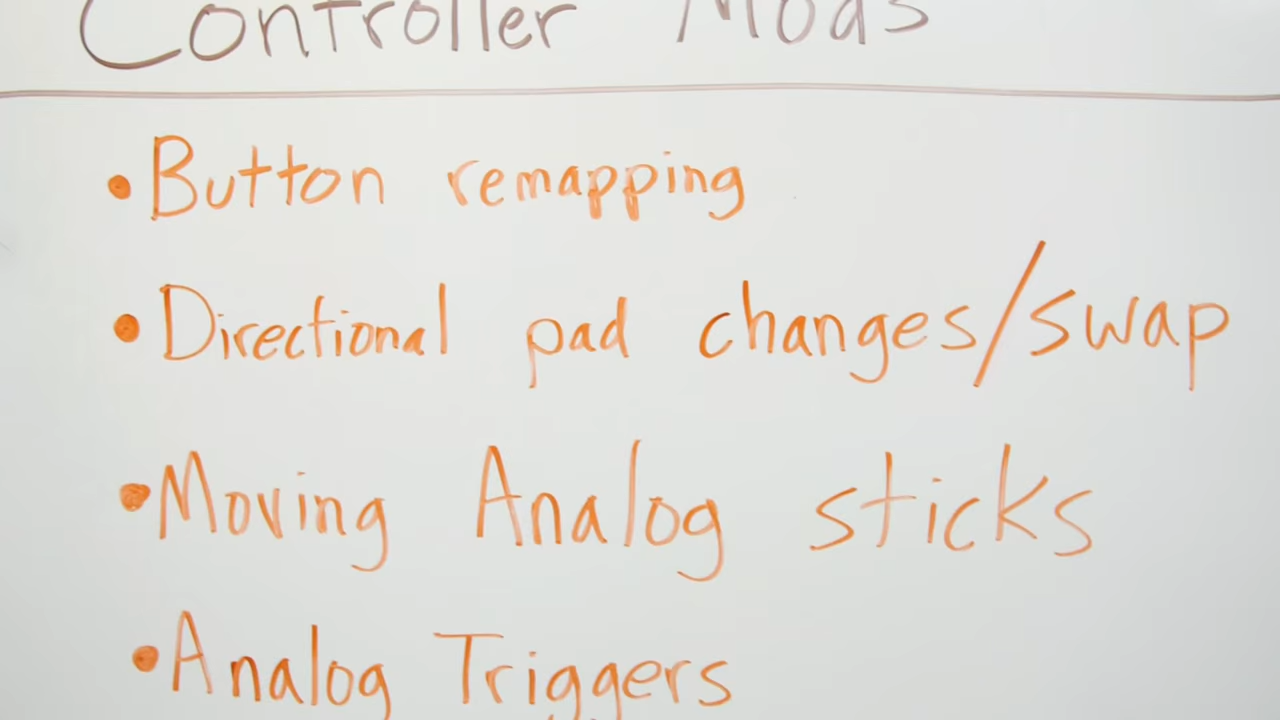 Controller Mods
• Button remapping
• Directional pad changes/swap
• Moving Analog sticks
• Analog Triggers